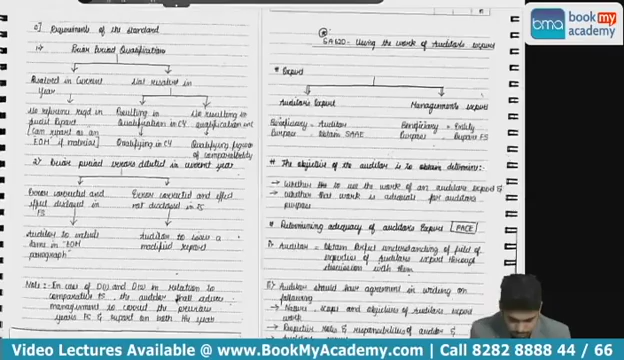 c] Requirements of the standard
1- Prior Period Qualification
Resolved in Current Year
Not resolved in
No reference reqd in Audit Report
[Can report as an EOM if material]
Resulting in Qualification in CY
Qualifying in CY
No resulting in qualification
Qualifying figures of comparability
2) Prior period errors detected in current year
Error corrected and effect disclosed in FS
Error corrected and effect not disclosed in FS
Auditor to include items in "EOM paragraph"
Auditor to issue a modified report
Note: In case of and in relation to
comparative FS, the auditor shall
management to correct the previous
years FS & report on both the year
SA 620 - Using the work of Auditor's expert
# Expert
Auditor's Expert
Management's expert
Beneficiary = Auditor
Purpose = Obtain SAAE
Beneficiary = Entity
Purpose = Prepare FS
# The objective of the auditor is to determine:
→ Whether to use the work of an auditor's expert &
→ whether that work is adequate for auditor's
purpose
# Determining adequacy of auditor's Expert [PACE]
i) Auditor = Obtain understanding of field of
expertise of Auditor's expert through
discussion with them
ii) Auditor should have agreement in writing on
following
→ Nature, scope and objectives of Auditor's expert
work
→ Respective roles & responsibilities of auditor &
bma
book my academy
Video Lectures Available @ www.BookMyAcademy.com | Call 8282 8888 44 / 66